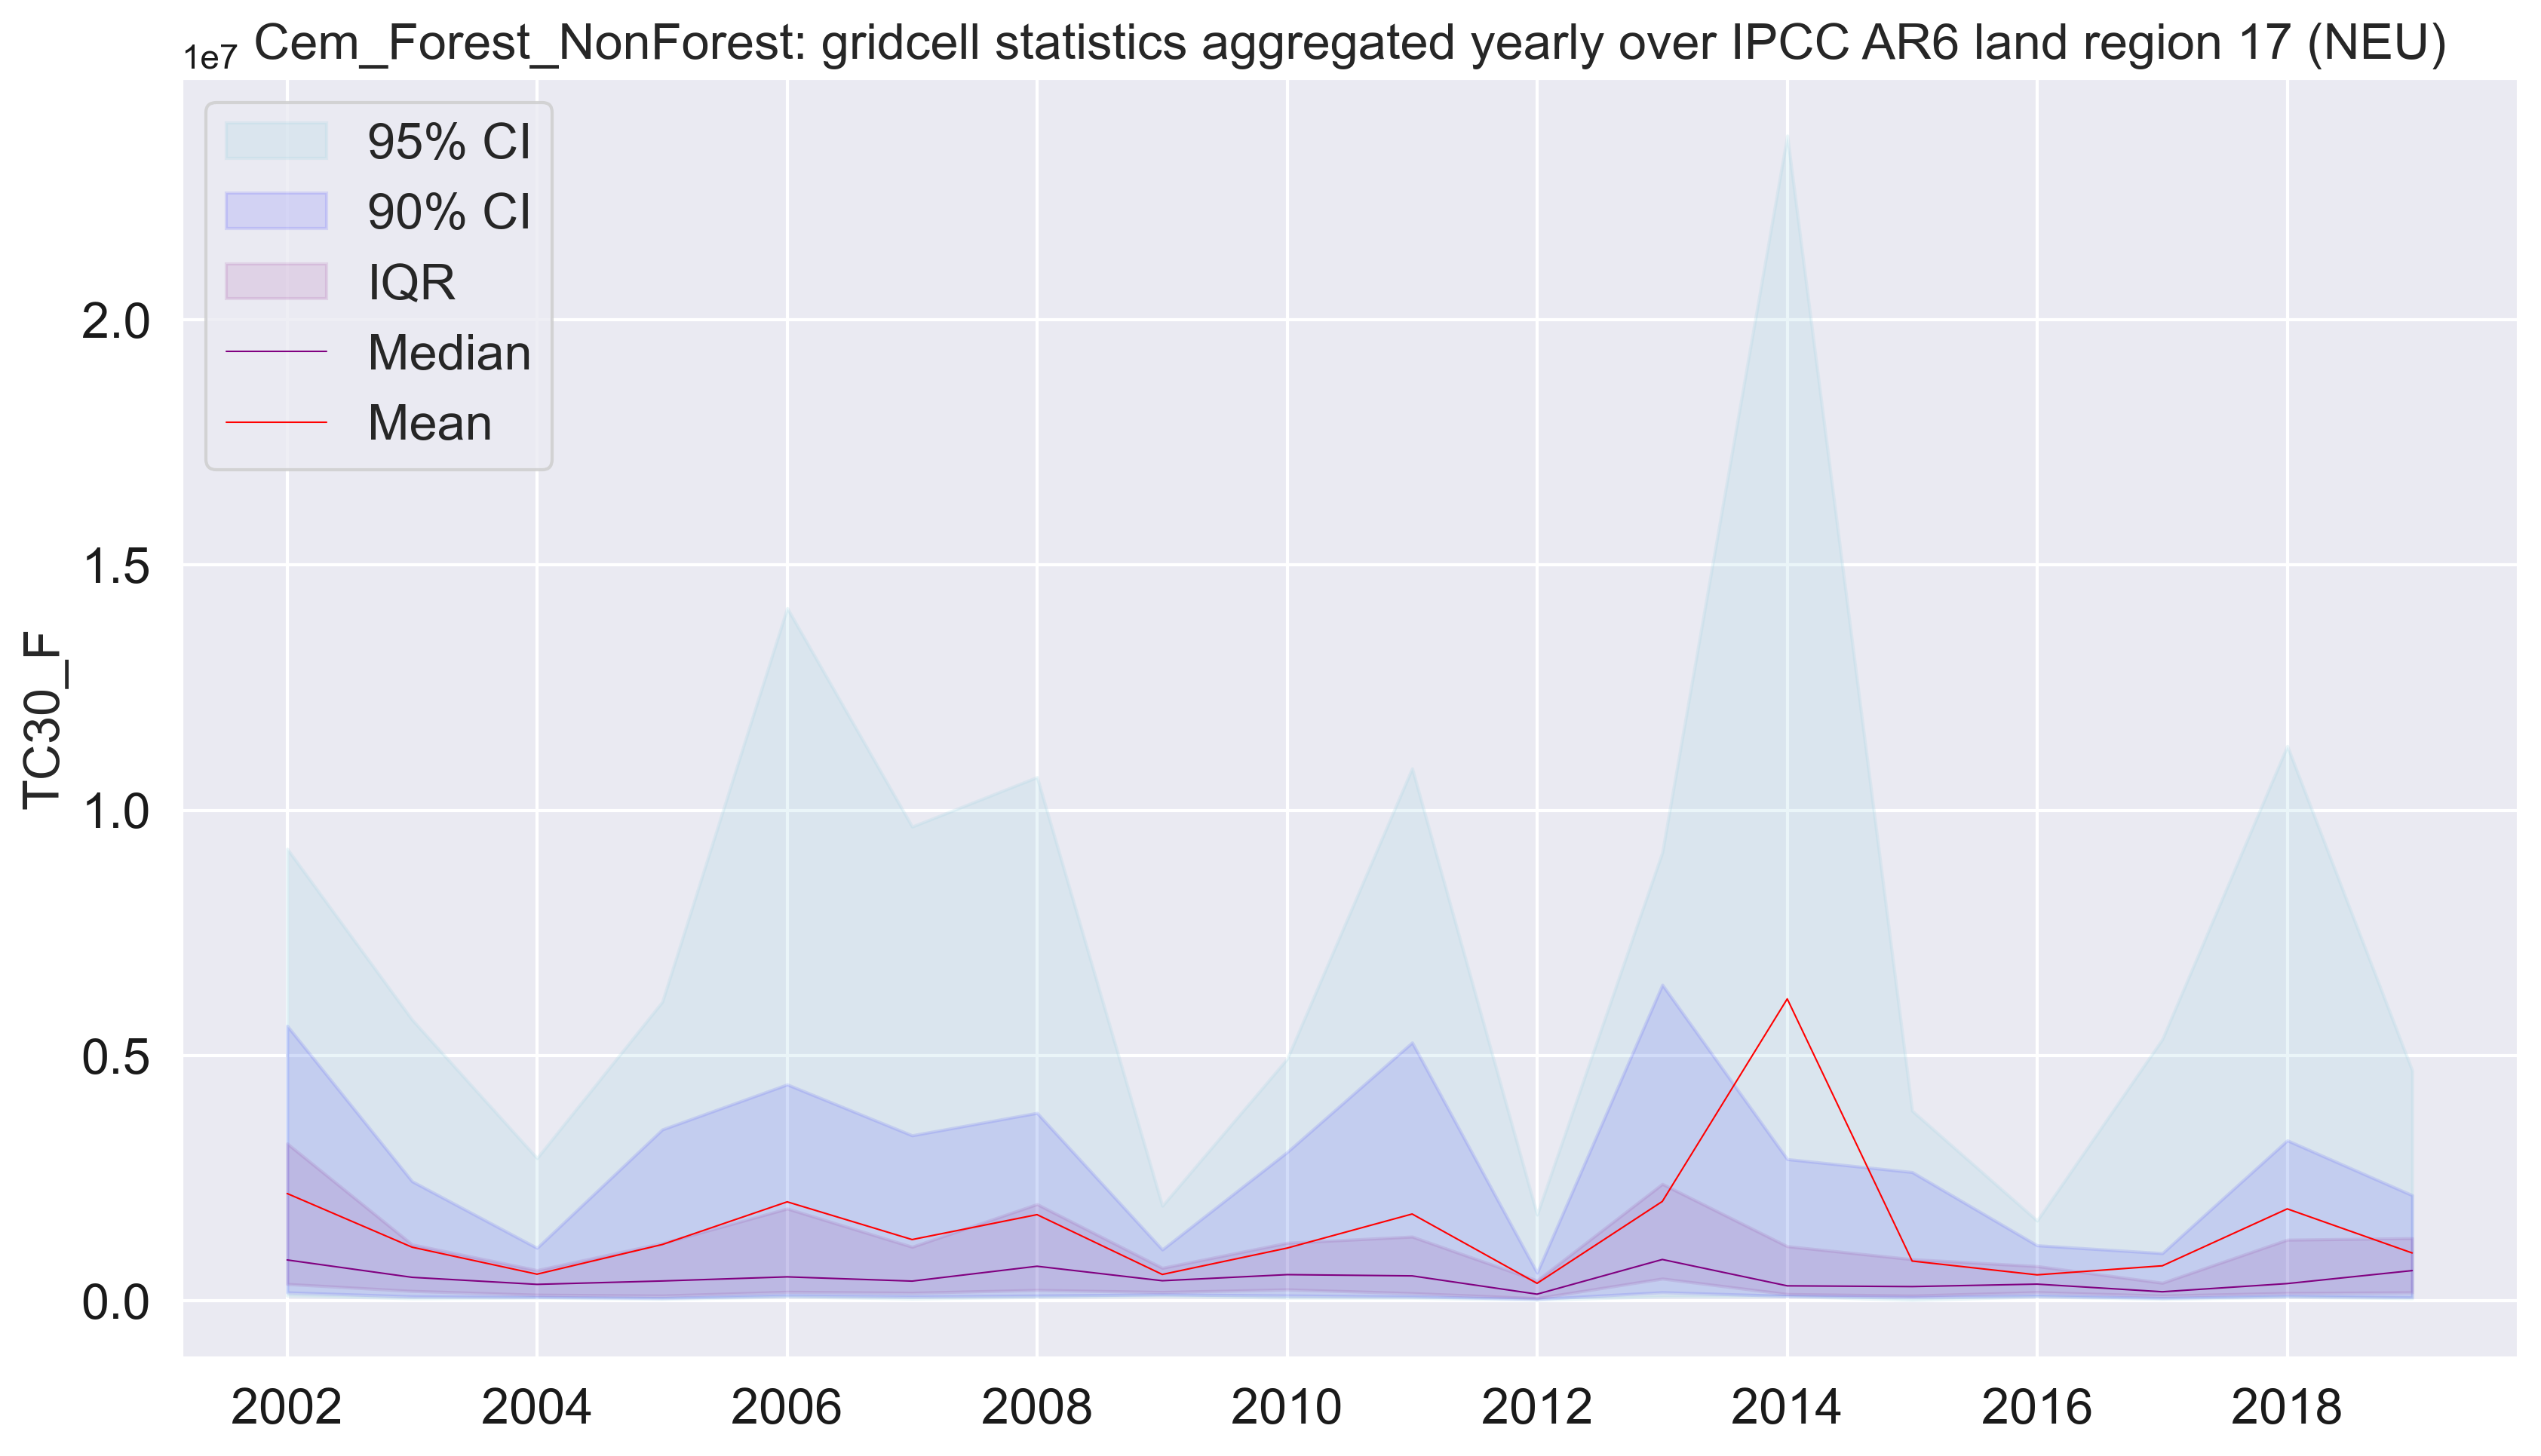 Cem_Forest_NonForest: gridcell statistics aggregated yearly over IPCC AR6 land region 17 (NEU)
1e7
95% CI
90% CI
IQR
Median
Mean
TC30_F
2.0
1.5
1.0
0.5
0.0
2002 2004 2006 2008 2010 2012 2014 2016 2018